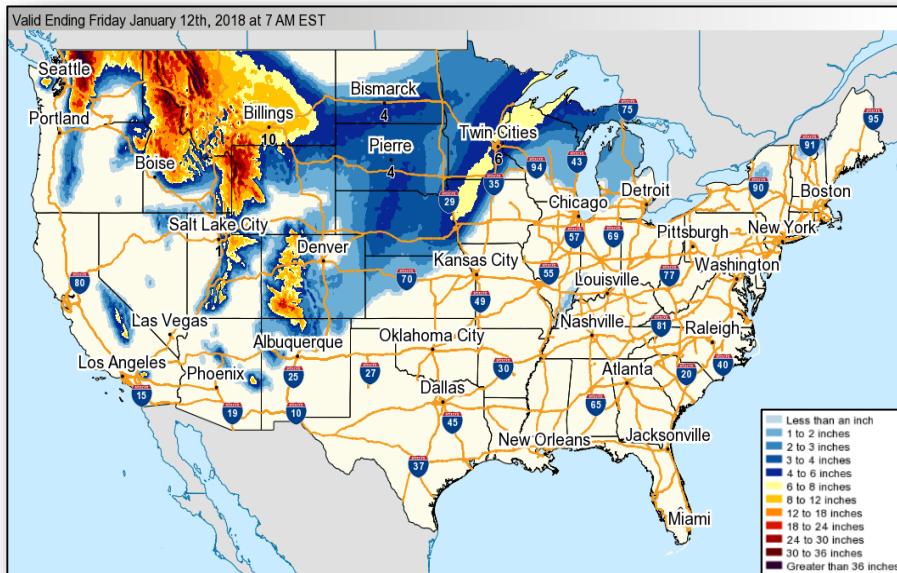 Valid Ending Friday January 12th, 2018 at 7 AM EST
Seattle
Portland
Boise
Billings
10
Bismarck
4
Pierre
4
Twin Cities
6
75
95
91
90
94
43
35
29
Boston
Detroit
Chicago
New York
Salt Lake City
1
Denver
57
69
Pittsburgh
Kansas City
80
70
55
Louisville
77
Washington
49
Las Vegas
Albuquerque
Oklahoma City
Nashville
81
Raleigh
Los Angeles
Phoenix
25
27
30
Atlanta
20
40
15
19
10
Dallas
45
65
New Orleans
Jacksonville
37
Miami
Less than an inch
1 to 2 inches
2 to 3 inches
3 to 4 inches
4 to 6 inches
6 to 8 inches
8 to 12 inches
12 to 18 inches
18 to 24 inches
24 to 30 inches
30 to 36 inches
Greater than 36 inches